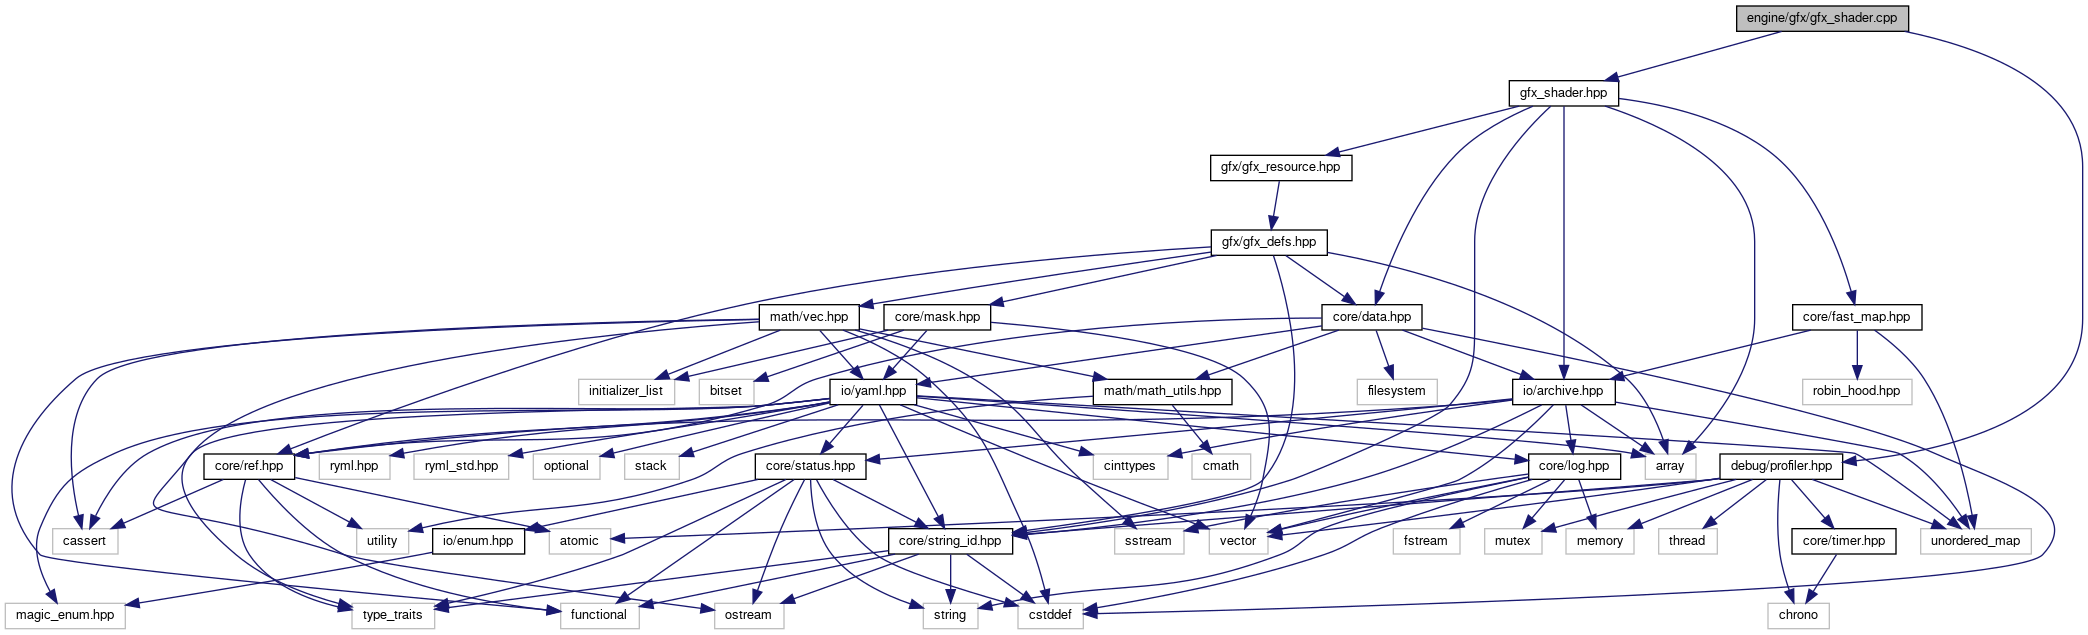 engine/gfx/gfx_shader.cpp
gfx_shader.hpp
gfx/gfx_resource.hpp
gfx/gfx_defs.hpp
math/vec.hpp
core/mask.hpp
core/data.hpp
core/fast_map.hpp
initializer_list
bitset
io/yaml.hpp
math/math_utils.hpp
filesystem
io/archive.hpp
robin_hood.hpp
core/ref.hpp
ryml.hpp
ryml_std.hpp
optional
stack
core/status.hpp
cinttypes
cmath
core/log.hpp
array
debug/profiler.hpp
cassert
utility
io/enum.hpp
atomic
core/string_id.hpp
sstream
vector
fstream
mutex
memory
thread
core/timer.hpp
unordered_map
magic_enum.hpp
type_traits
functional
ostream
string
cstddef
chrono